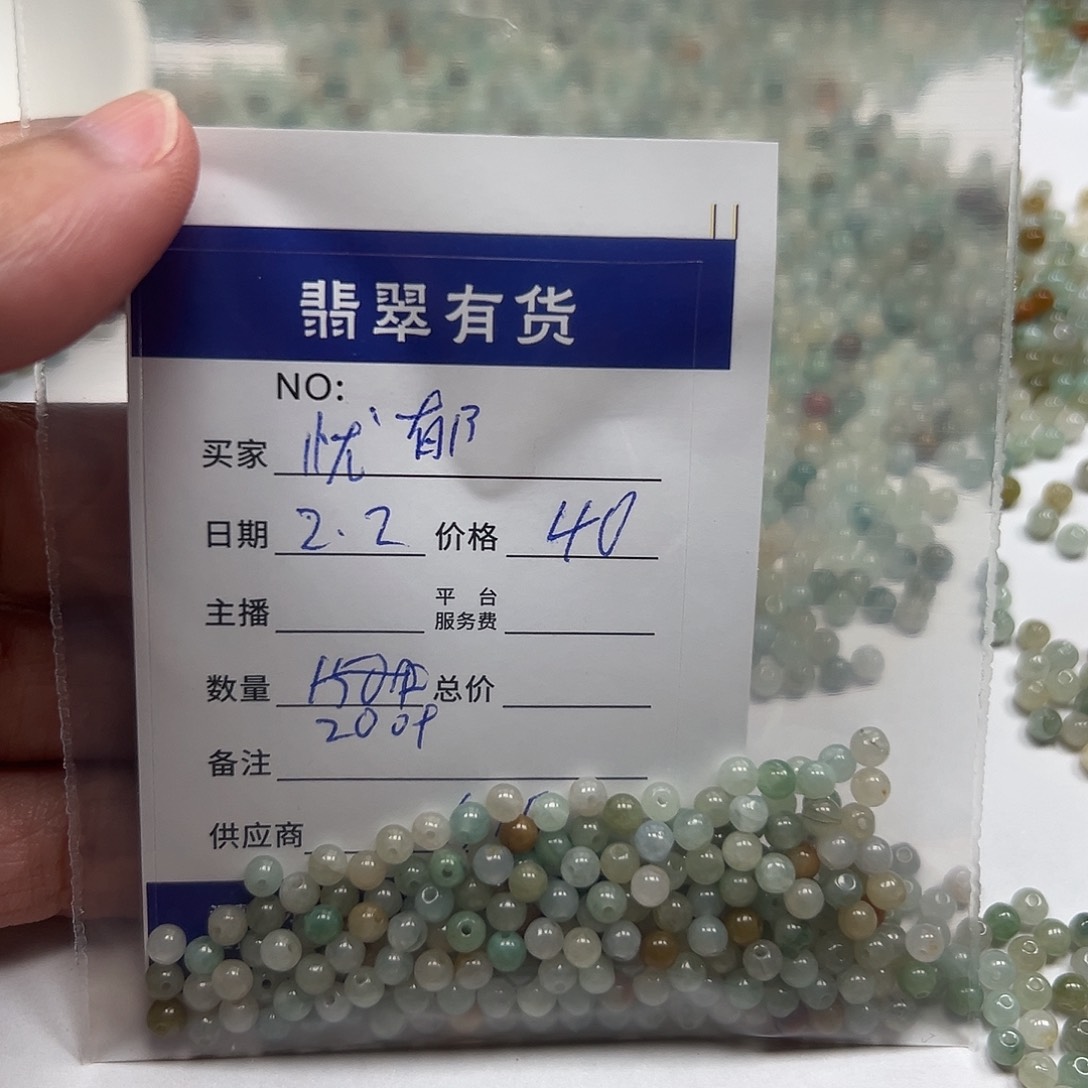 翡翠有货
NO:
买家 忧郁
日期 2.2 价格 40
主播 平台服务费
数量 总价
200P
备注
供应商